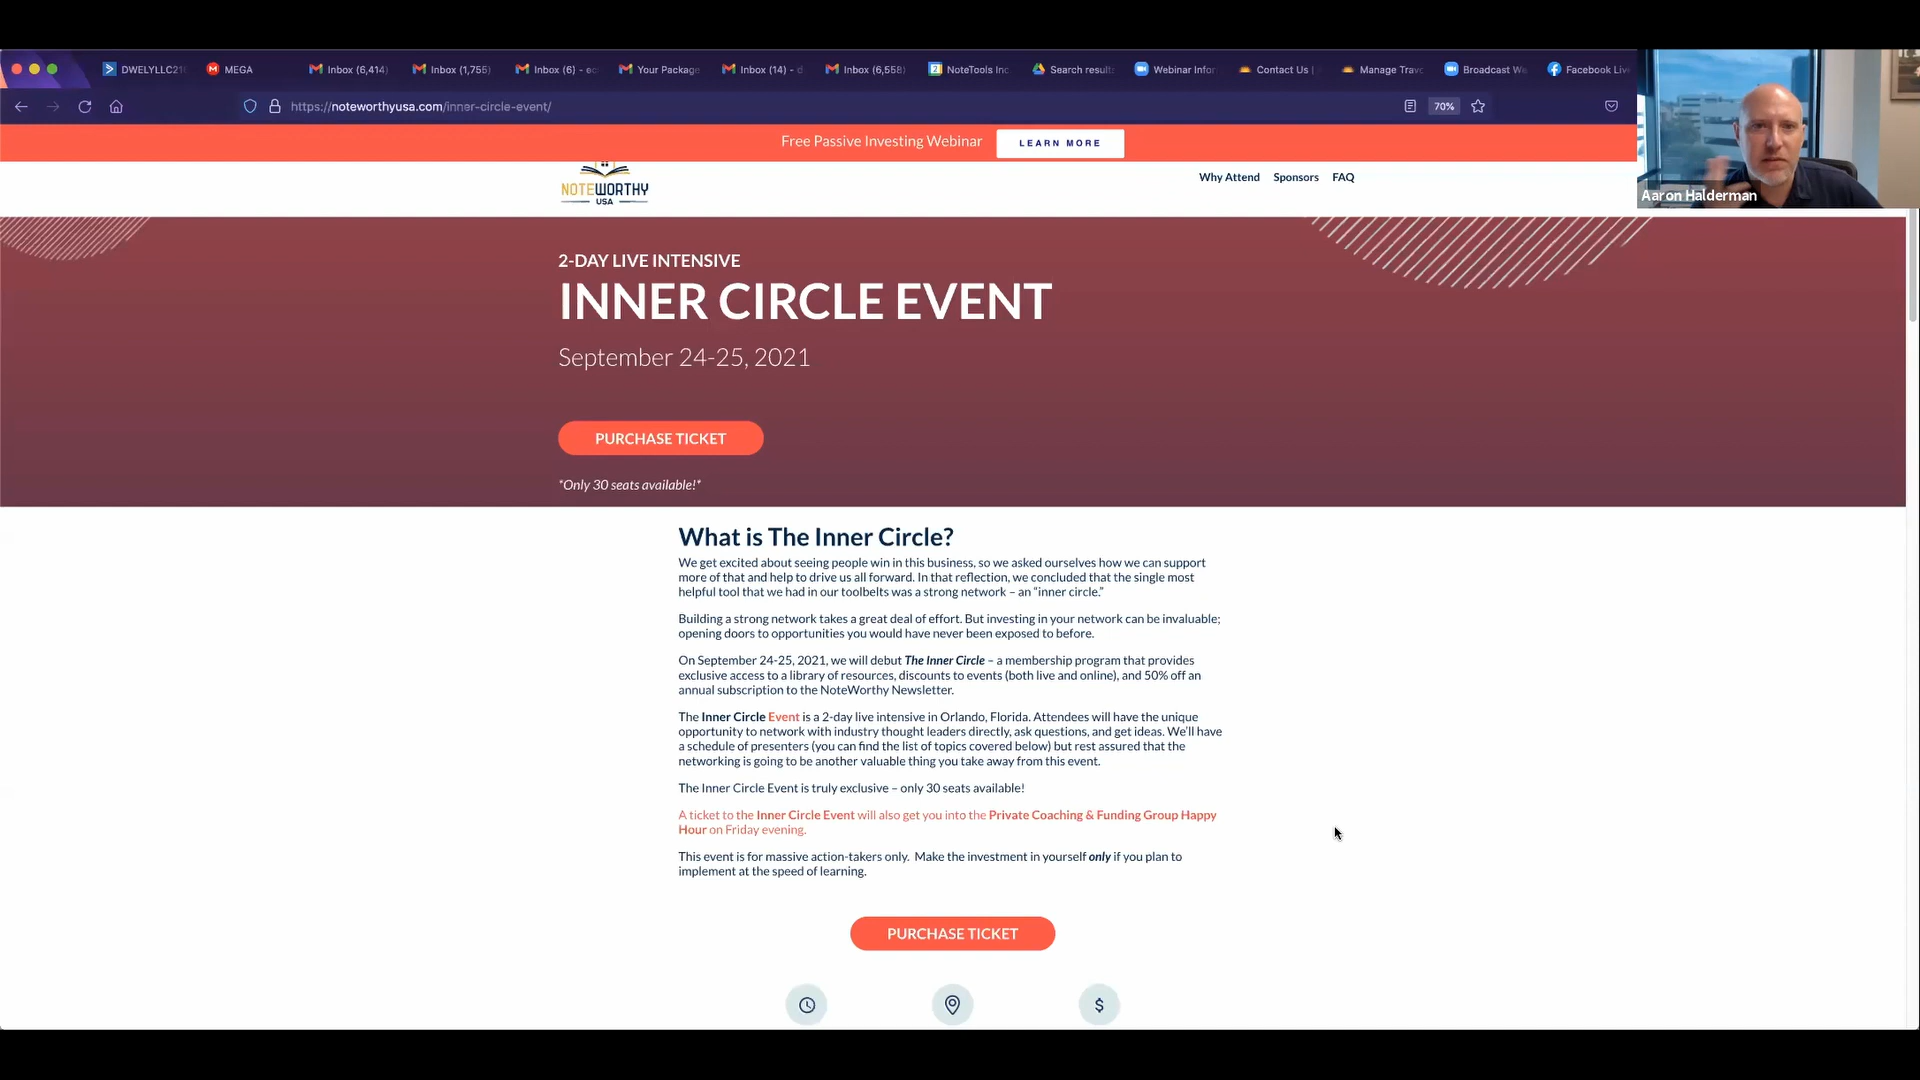 DWELYLLC21
MEGA
Inbox (6,414)
Inbox (1,755)
Inbox (6) -
Your Package
Inbox (14) -
Inbox (6,558)
NoteTools Inc
Search result
Webinar Infor
Contact Us |
Manage
Broadcast We
Facebook Liv
https://noteworthyusa.com/inner-circle-event/
70%
Free Passive Investing Webinar
LEARN MORE
Aaron Halderman
NOTEWORTHY
USA
Why Attend
Sponsors
FAQ
2-DAY LIVE INTENSIVE
INNER CIRCLE EVENT
September 24-25, 2021
PURCHASE TICKET
*Only 30 seats available!*
What is The Inner Circle?
We get excited about seeing people win in this business, so we asked ourselves how we can support
more of that and help to drive us all forward. In that reflection, we concluded that the single most
helpful tool that we had in our toolbelts was a strong network – an “inner circle.”
Building a strong network takes a great deal of effort. But investing in your network can be invaluable;
opening doors to opportunities you would have never been exposed to before.
On September 24-25, 2021, we will debut The Inner Circle – a membership program that provides
exclusive access to a library of resources, discounts to events (both live and online), and 50% off an
annual subscription to the NoteWorthy Newsletter.
The Inner Circle Event is a 2-day live intensive in Orlando, Florida. Attendees will have the unique
opportunity to network with industry thought leaders directly, ask questions, and get ideas. We’ll have
a schedule of presenters (you can find the list of topics covered below) but rest assured that the
networking is going to be another valuable thing you take away from this event.
The Inner Circle Event is truly exclusive – only 30 seats available!
A ticket to the Inner Circle Event will also get you into the Private Coaching & Funding Group Happy
Hour on Friday evening.
This event is for massive action-takers only. Make the investment in yourself only if you plan to
implement at the speed of learning.
PURCHASE TICKET
$